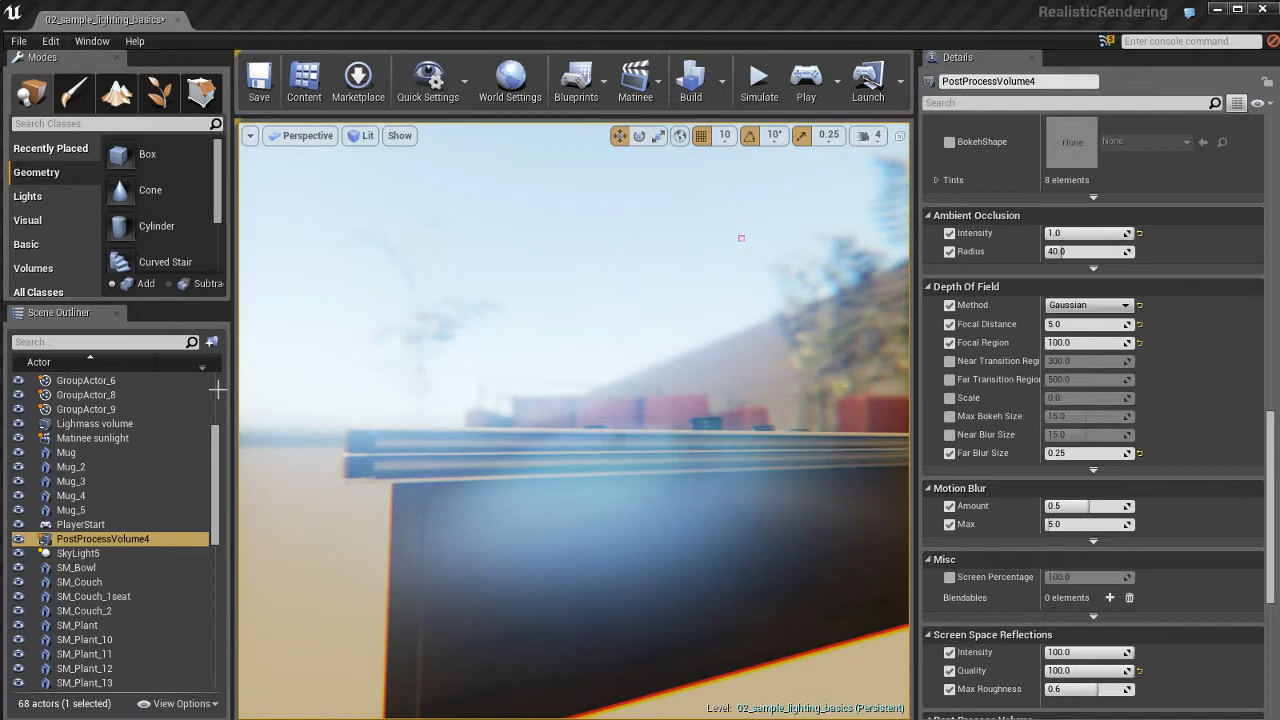 02_sample_lighting_basics*
RealisticRendering
File Edit Window Help
Enter console command
Modes
Search Classes
Recently Placed
Geometry
Lights
Visual
Basic
Volumes
All Classes
Box
Cone
Cylinder
Curved Stair
Add Subtra
Save
Content
Marketplace
Quick Settings
World Settings
Blueprints
Matinee
Build
Simulate
Play
Launch
Perspective Lit Show
10 10° 0.25 4
Scene Outliner
Search...
Actor
GroupActor_6
GroupActor_8
GroupActor_9
Lighmass volume
Matinee sunlight
Mug
Mug_2
Mug_3
Mug_4
Mug_5
PlayerStart
PostProcessVolume4
SkyLight5
SM_Bowl
SM_Couch
SM_Couch_1seat
SM_Couch_2
SM_Plant
SM_Plant_10
SM_Plant_11
SM_Plant_12
SM_Plant_13
68 actors (1 selected) View Options
Level: 02_sample_lighting_basics (Persistent)
Details
PostProcessVolume4
Search
BokehShape None None
Tints 8 elements
Ambient Occlusion
Intensity 1.0
Radius 40.0
Depth Of Field
Method Gaussian
Focal Distance 5.0
Focal Region 100.0
Near Transition Regi 300.0
Far Transition Region 500.0
Scale 0.0
Max Bokeh Size 15.0
Near Blur Size 15.0
Far Blur Size 0.25
Motion Blur
Amount 0.5
Max 5.0
Misc
Screen Percentage 100.0
Blendables 0 elements
Screen Space Reflections
Intensity 100.0
Quality 100.0
Max Roughness 0.6